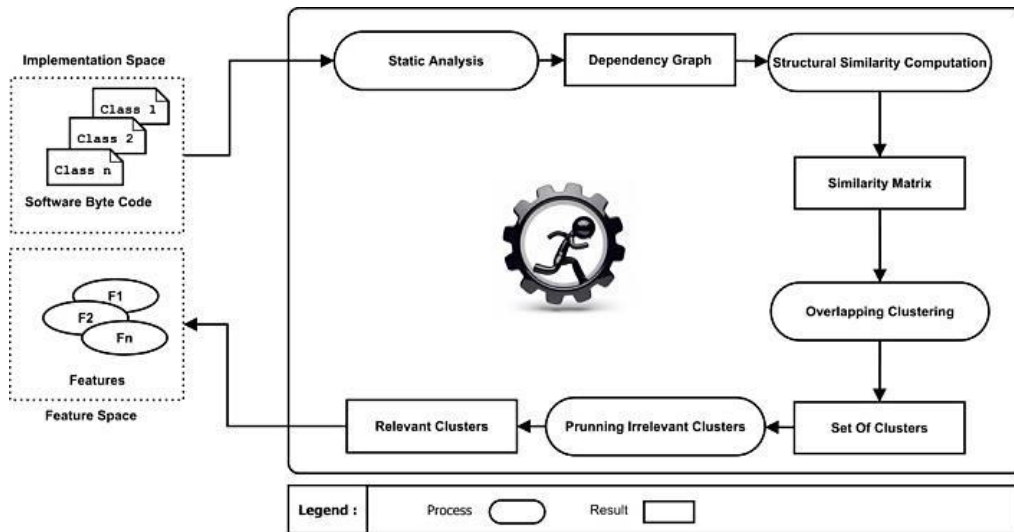 Implementation Space
Class 1
Class 2
Class n
Software Byte Code
Static Analysis
Dependency Graph
Structural Similarity Computation
Similarity Matrix
Overlapping Clustering
Set Of Clusters
Prunning Irrelevant Clusters
Relevant Clusters
F1
F2
Fn
Features
Feature Space
Legend :
Process
Result